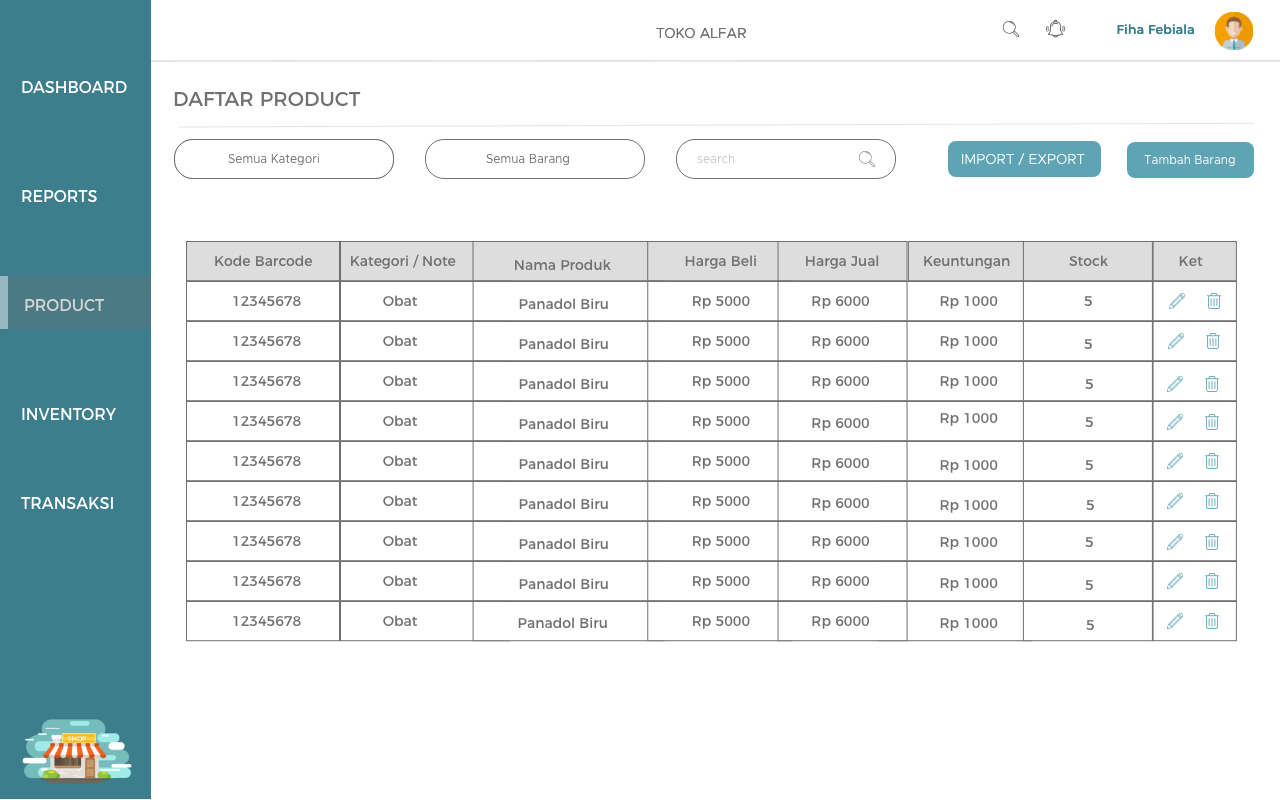 TOKO ALFAR Fiha Febiala
DASHBOARD
REPORTS
PRODUCT
INVENTORY
TRANSAKSI
SHOP
DAFTAR PRODUCT
Semua Kategori Semua Barang search IMPORT / EXPORT Tambah Barang
Kode Barcode Kategori / Note Nama Produk Harga Beli Harga Jual Keuntungan Stock Ket
12345678 Obat Panadol Biru Rp 5000 Rp 6000 Rp 1000 5
12345678 Obat Panadol Biru Rp 5000 Rp 6000 Rp 1000 5
12345678 Obat Panadol Biru Rp 5000 Rp 6000 Rp 1000 5
12345678 Obat Panadol Biru Rp 5000 Rp 6000 Rp 1000 5
12345678 Obat Panadol Biru Rp 5000 Rp 6000 Rp 1000 5
12345678 Obat Panadol Biru Rp 5000 Rp 6000 Rp 1000 5
12345678 Obat Panadol Biru Rp 5000 Rp 6000 Rp 1000 5
12345678 Obat Panadol Biru Rp 5000 Rp 6000 Rp 1000 5
12345678 Obat Panadol Biru Rp 5000 Rp 6000 Rp 1000 5